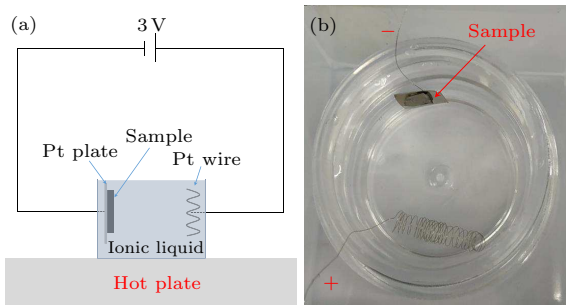 (a)
3 V
Sample
Pt plate
Pt wire
Ionic liquid
Hot plate
(b)
−
Sample
+